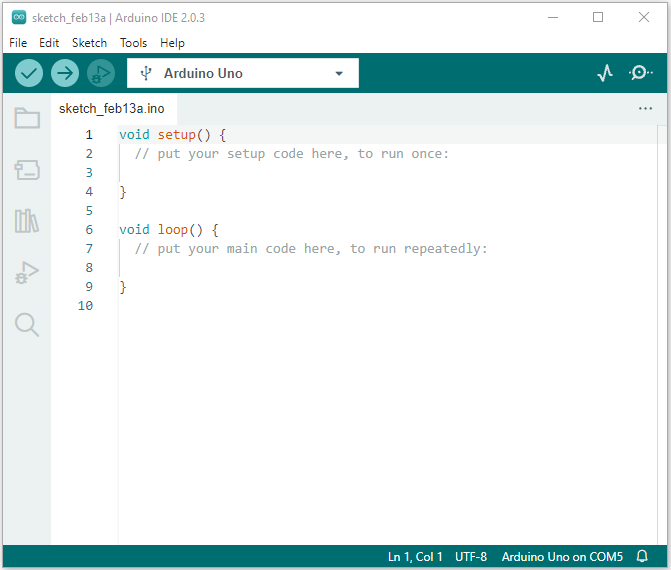 sketch_feb13a | Arduino IDE 2.0.3
File Edit Sketch Tools Help
Arduino Uno
sketch_feb13a.ino
1 void setup() {
2 // put your setup code here, to run once:
3
4 }
5
6 void loop() {
7 // put your main code here, to run repeatedly:
8
9 }
10
Ln 1, Col 1 UTF-8 Arduino Uno on COM5